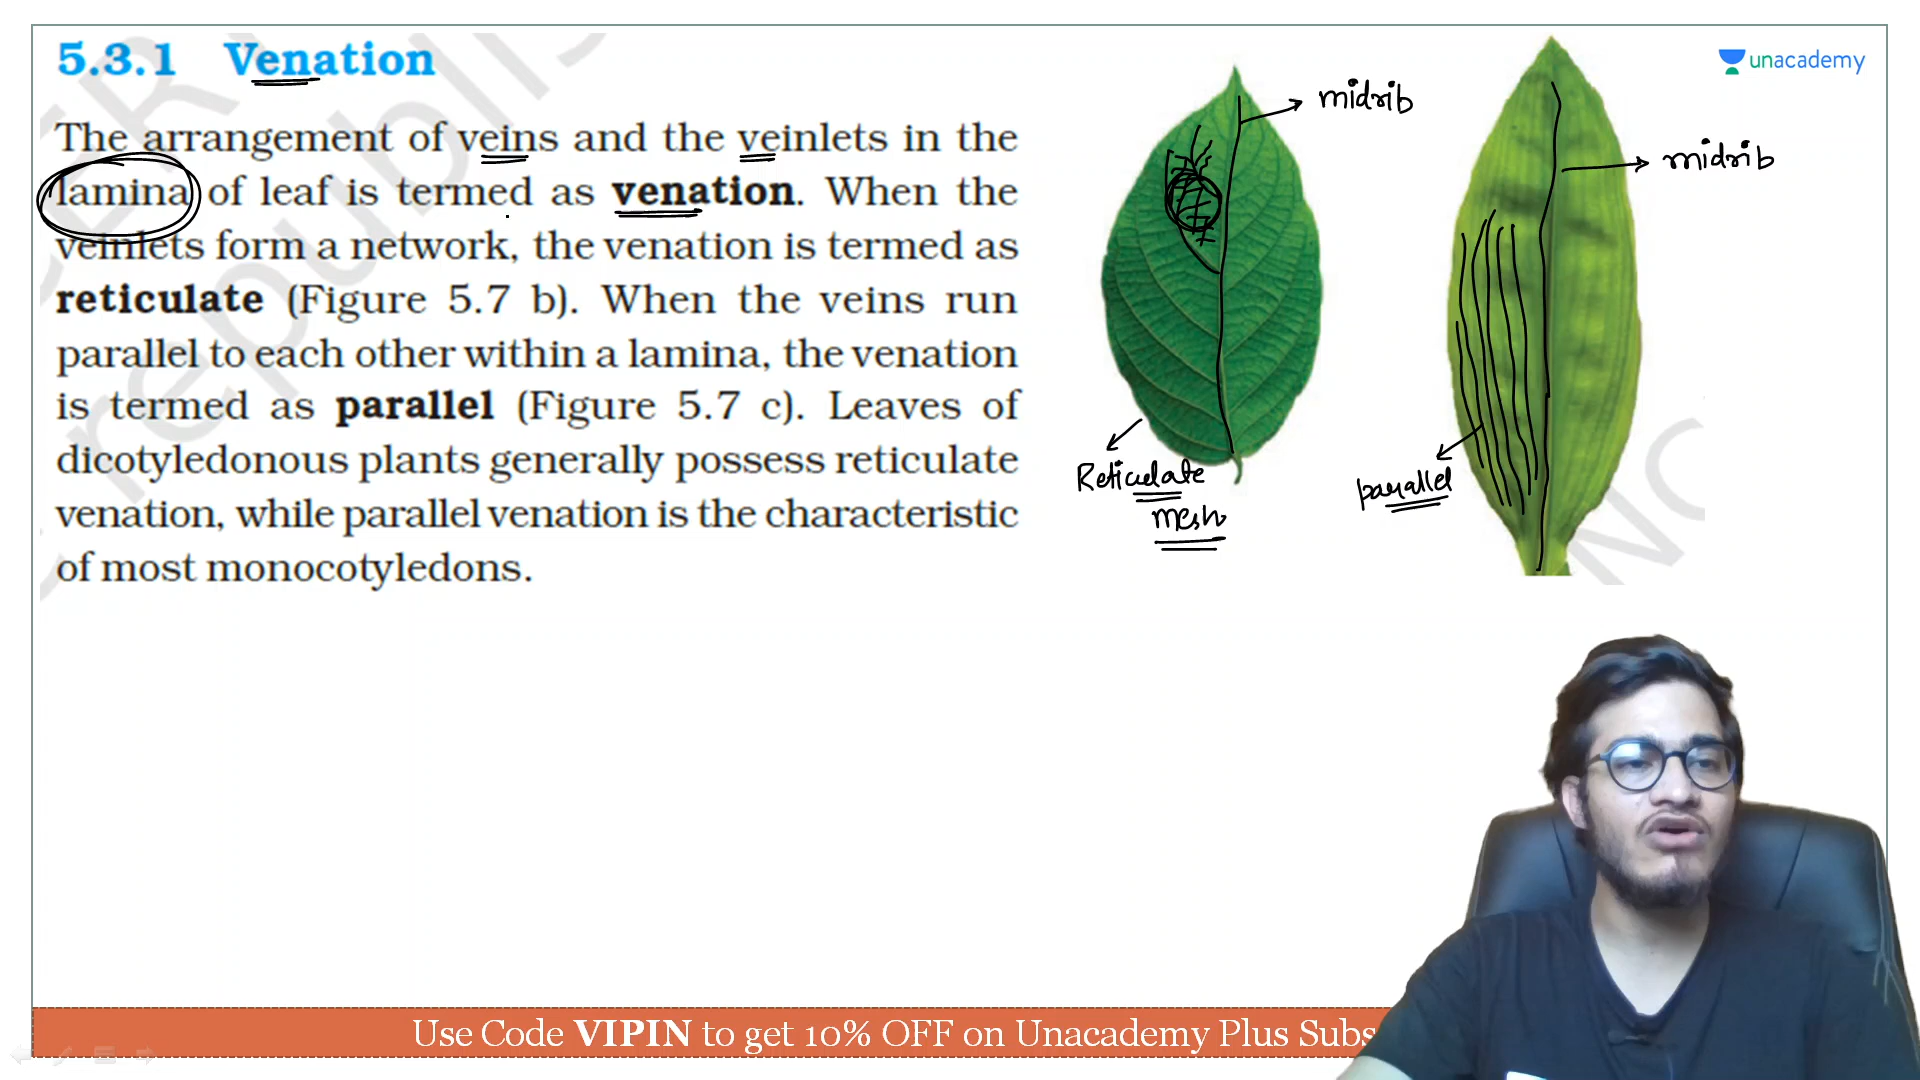 5.3.1 Venation
The arrangement of veins and the veinlets in the
lamina of leaf is termed as venation. When the
veinlets form a network, the venation is termed as
reticulate (Figure 5.7 b). When the veins run
parallel to each other within a lamina, the venation
is termed as parallel (Figure 5.7 c). Leaves of
dicotyledonous plants generally possess reticulate
venation, while parallel venation is the characteristic
of most monocotyledons.
midrib
Reticulate
mesh
midrib
parallel
unacademy
Use Code VIPIN to get 10% OFF on Unacademy Plus Subs